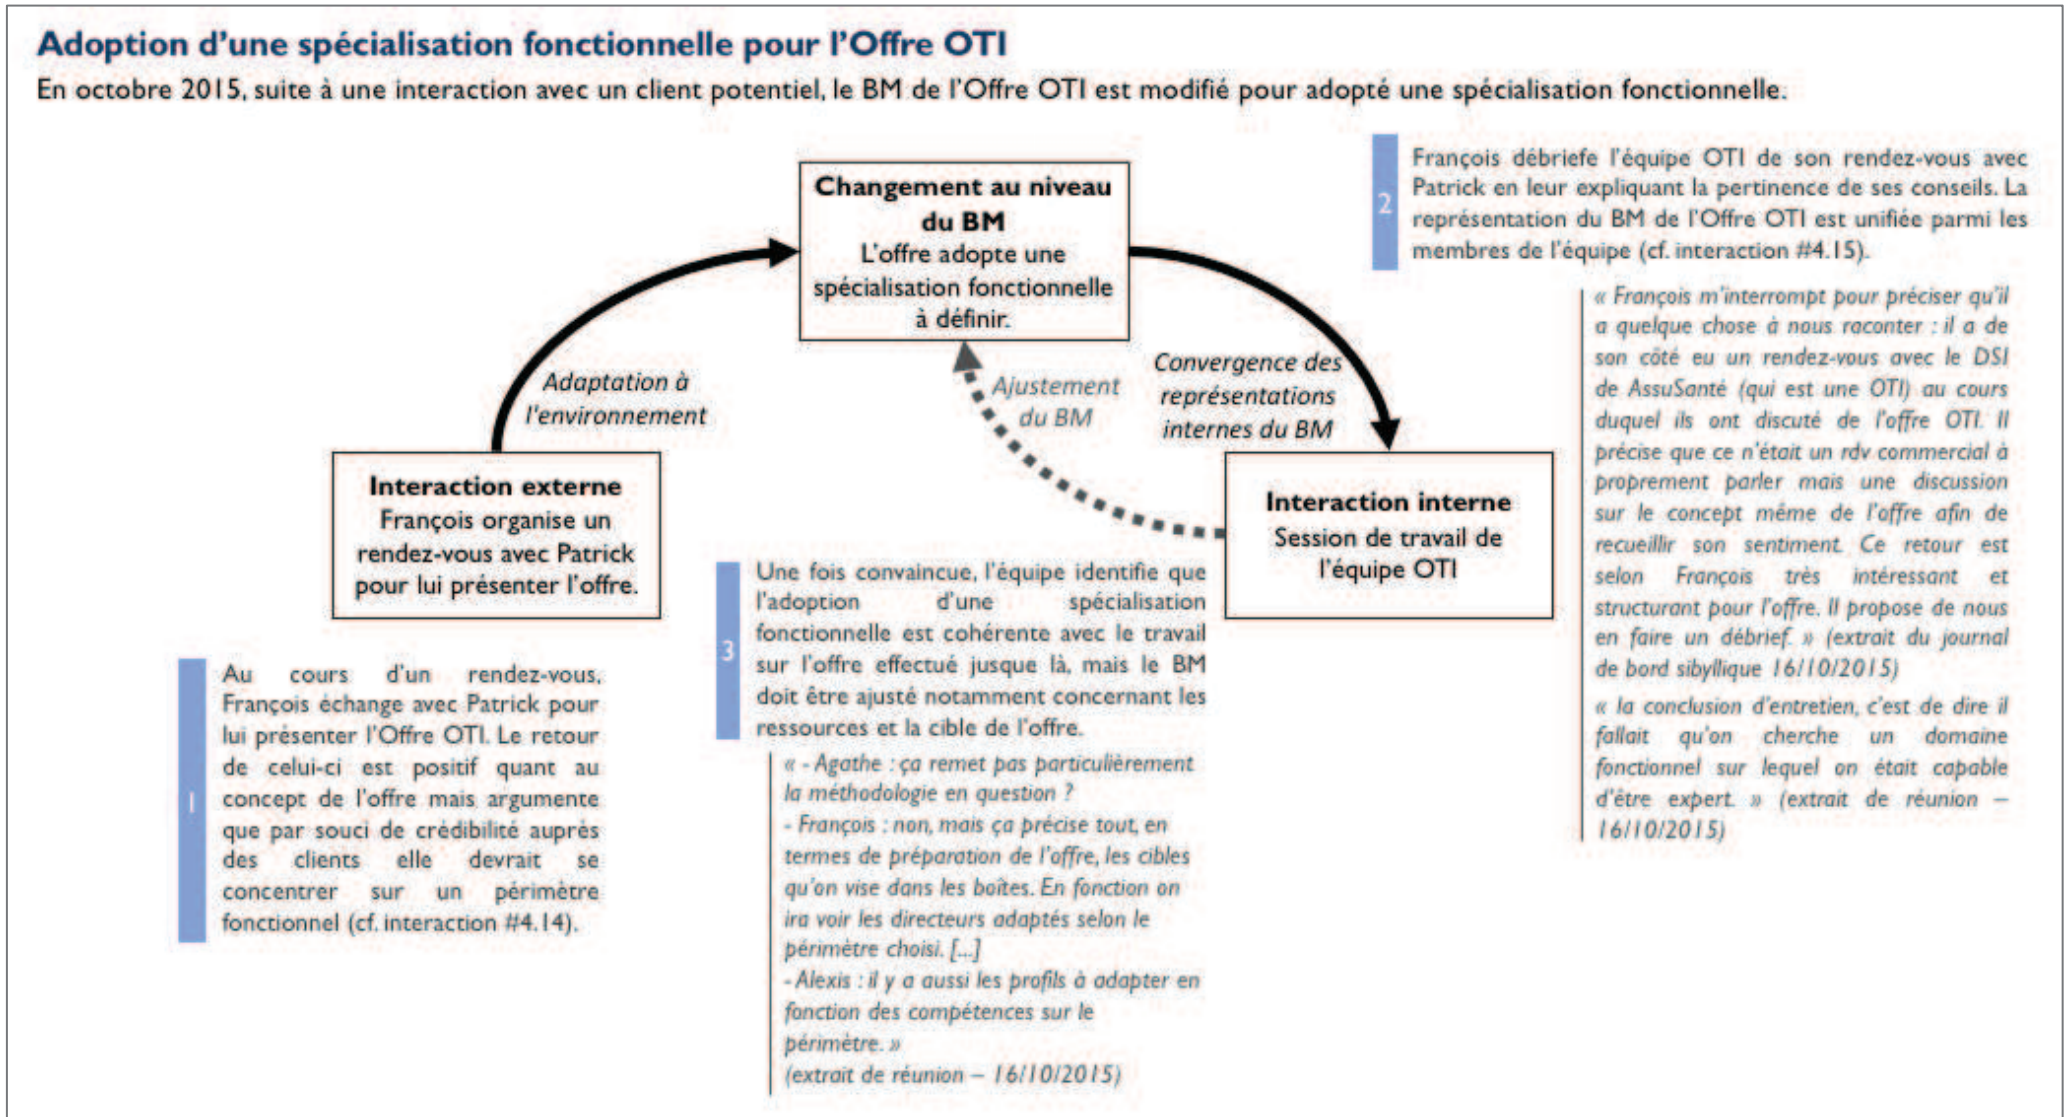 Adoption d'une spécialisation fonctionnelle pour l'Offre OTI
En octobre 2015, suite à une interaction avec un client potentiel, le BM de l'Offre OTI est modifié pour adopté une spécialisation fonctionnelle.
Changement au niveau
du BM
L'offre adopte une
spécialisation fonctionnelle
à définir.
Adaptation à
l'environnement
Ajustement
du BM
Convergence des
représentations
internes du BM
Interaction externe
François organise un
rendez-vous avec Patrick
pour lui présenter l'offre.
Interaction interne
Session de travail de
l'équipe OTI
1
Au cours d'un rendez-vous,
François échange avec Patrick pour
lui présenter l'Offre OTI. Le retour
de celui-ci est positif quant au
concept de l'offre mais argumente
que par souci de crédibilité auprès
des clients elle devrait se
concentrer sur un périmètre
fonctionnel (cf. interaction #4.14).
2
François débriefe l'équipe OTI de son rendez-vous avec
Patrick en leur expliquant la pertinence de ses conseils. La
représentation du BM de l'Offre OTI est unifiée parmi les
membres de l'équipe (cf. interaction #4.15).
« François m'interrompt pour préciser qu'il
a quelque chose à nous raconter : il a de
son côté eu un rendez-vous avec le DSI
de AssuSanté (qui est une OTI) au cours
duquel ils ont discuté de l'offre OTI. Il
précise que ce n'était un rdv commercial à
proprement parler mais une discussion
sur le concept même de l'offre afin de
recueillir son sentiment. Ce retour est
selon François très intéressant et
structurant pour l'offre. Il propose de nous
en faire un débrief. » (extrait du journal
de bord sibyllique 16/10/2015)
« la conclusion d'entretien, c'est de dire il
fallait qu'on cherche un domaine
fonctionnel sur lequel on était capable
d'être expert. » (extrait de réunion –
16/10/2015)
3
Une fois convaincue, l'équipe identifie que
l'adoption d'une spécialisation
fonctionnelle est cohérente avec le travail
sur l'offre effectué jusque là, mais le BM
doit être ajusté notamment concernant les
ressources et la cible de l'offre.
« - Agathe : ça remet pas particulièrement
la méthodologie en question ?
- François : non, mais ça précise tout, en
termes de préparation de l'offre, les cibles
qu'on vise dans les boîtes. En fonction on
ira voir les directeurs adaptés selon le
périmètre choisi. [...]
- Alexis : il y a aussi les profils à adapter en
fonction des compétences sur le
périmètre. »
(extrait de réunion – 16/10/2015)